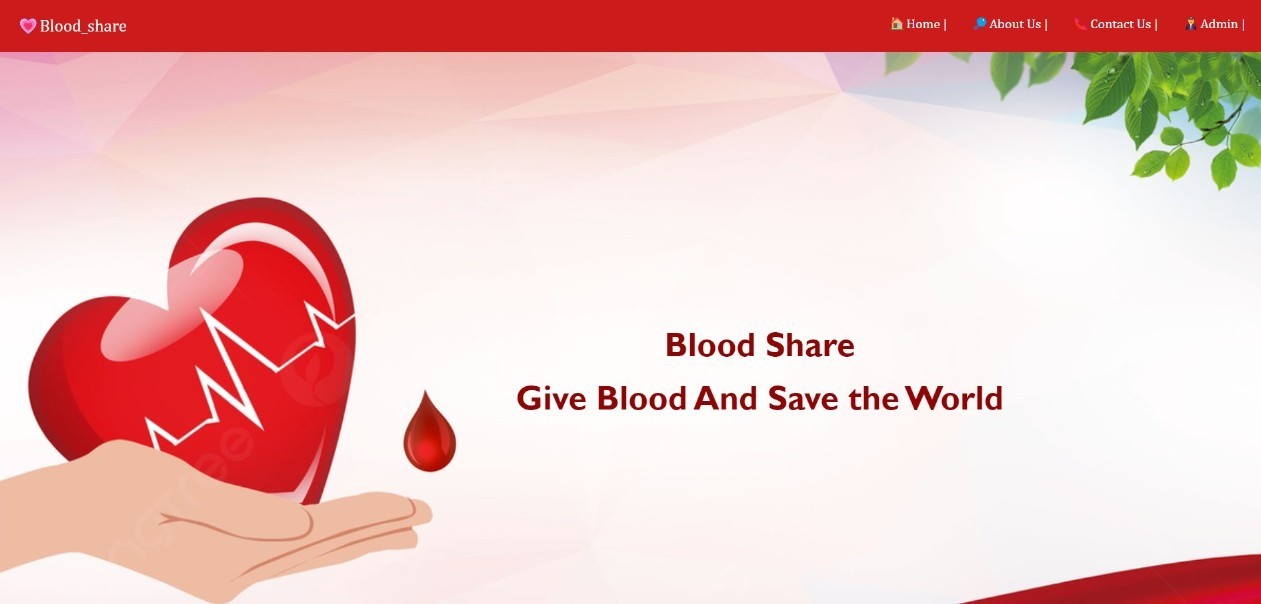 Blood_share
Home |
About Us |
Contact Us |
Admin |
Blood Share
Give Blood And Save the World